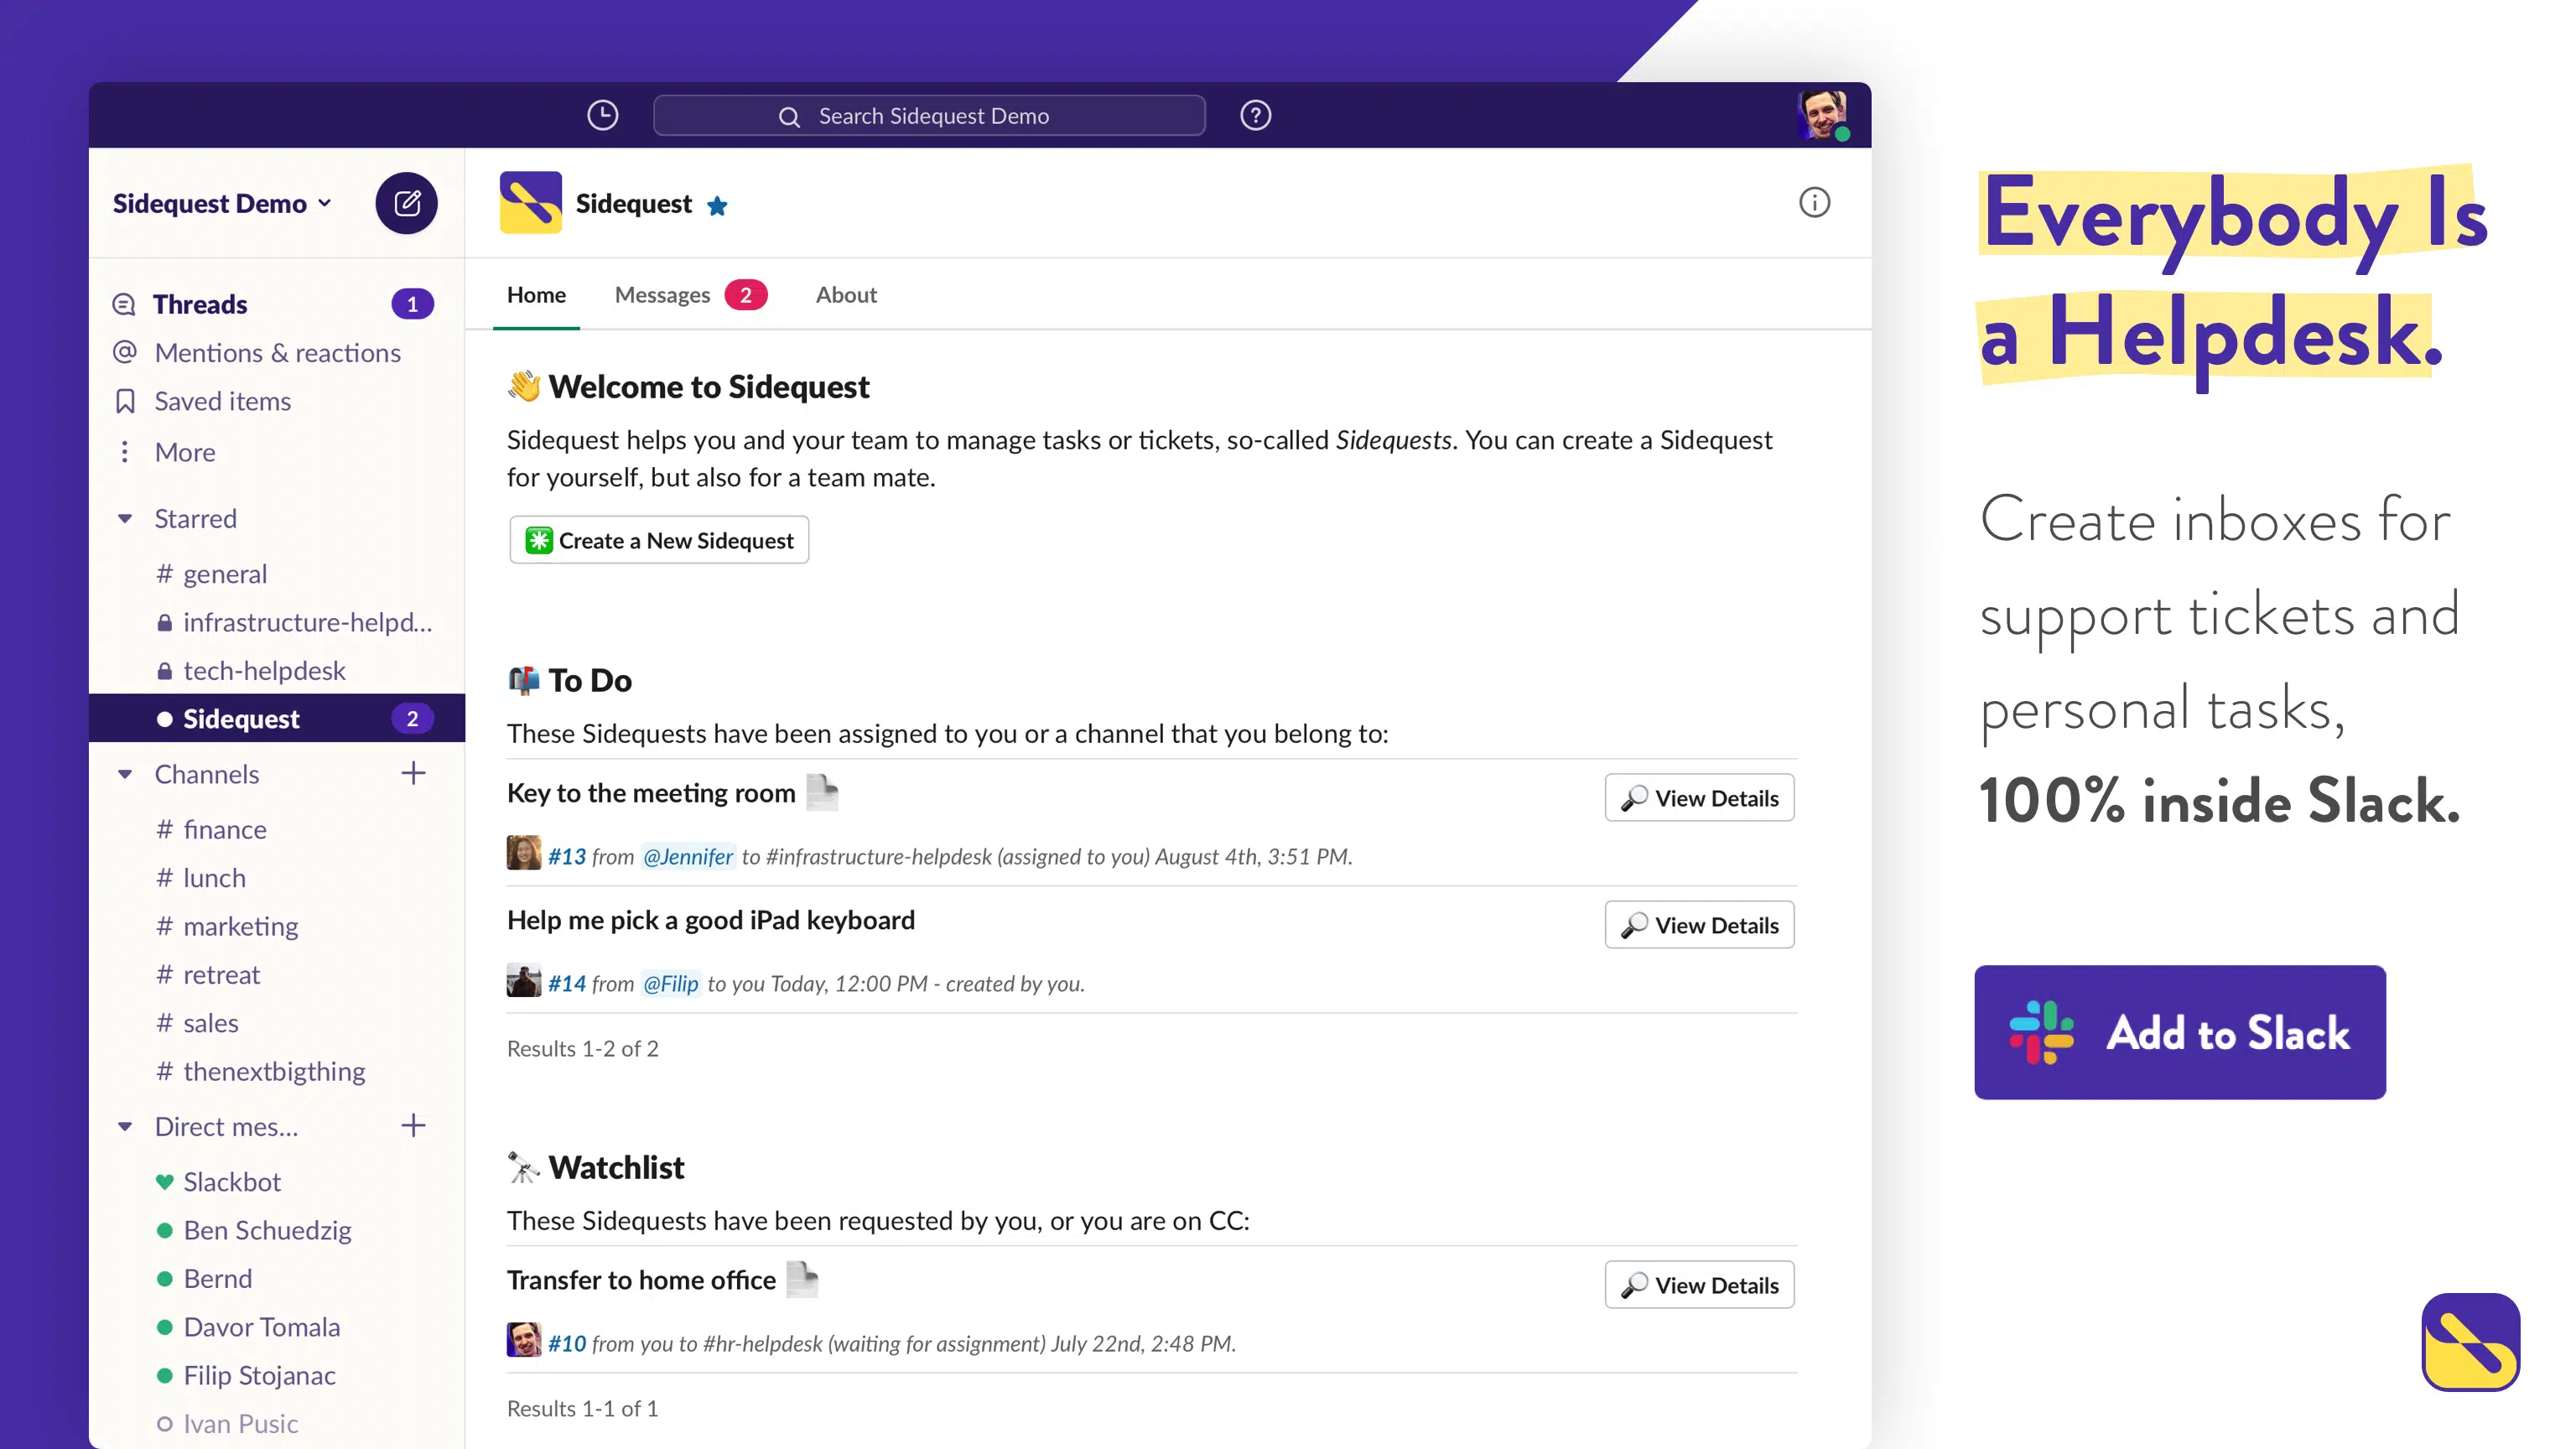 Search Sidequest Demo
Sidequest Demo
Threads 1
Mentions & reactions
Saved items
More
Starred
# general
infrastructure-helpd...
tech-helpdesk
Sidequest 2
Channels
# finance
# lunch
# marketing
# retreat
# sales
# thenextbigthing
Direct mes...
Slackbot
Ben Schuedzig
Bernd
Davor Tomala
Filip Stojanac
Ivan Pusic
Sidequest
Home Messages 2 About
Welcome to Sidequest
Sidequest helps you and your team to manage tasks or tickets, so-called Sidequests. You can create a Sidequest
for yourself, but also for a team mate.
Create a New Sidequest
To Do
These Sidequests have been assigned to you or a channel that you belong to:
Key to the meeting room
View Details
#13 from @Jennifer to #infrastructure-helpdesk (assigned to you) August 4th, 3:51 PM.
Help me pick a good iPad keyboard
View Details
#14 from @Filip to you Today, 12:00 PM - created by you.
Results 1-2 of 2
Watchlist
These Sidequests have been requested by you, or you are on CC:
Transfer to home office
View Details
#10 from you to #hr-helpdesk (waiting for assignment) July 22nd, 2:48 PM.
Results 1-1 of 1
Everybody Is
a Helpdesk.
Create inboxes for
support tickets and
personal tasks,
100% inside Slack.
Add to Slack